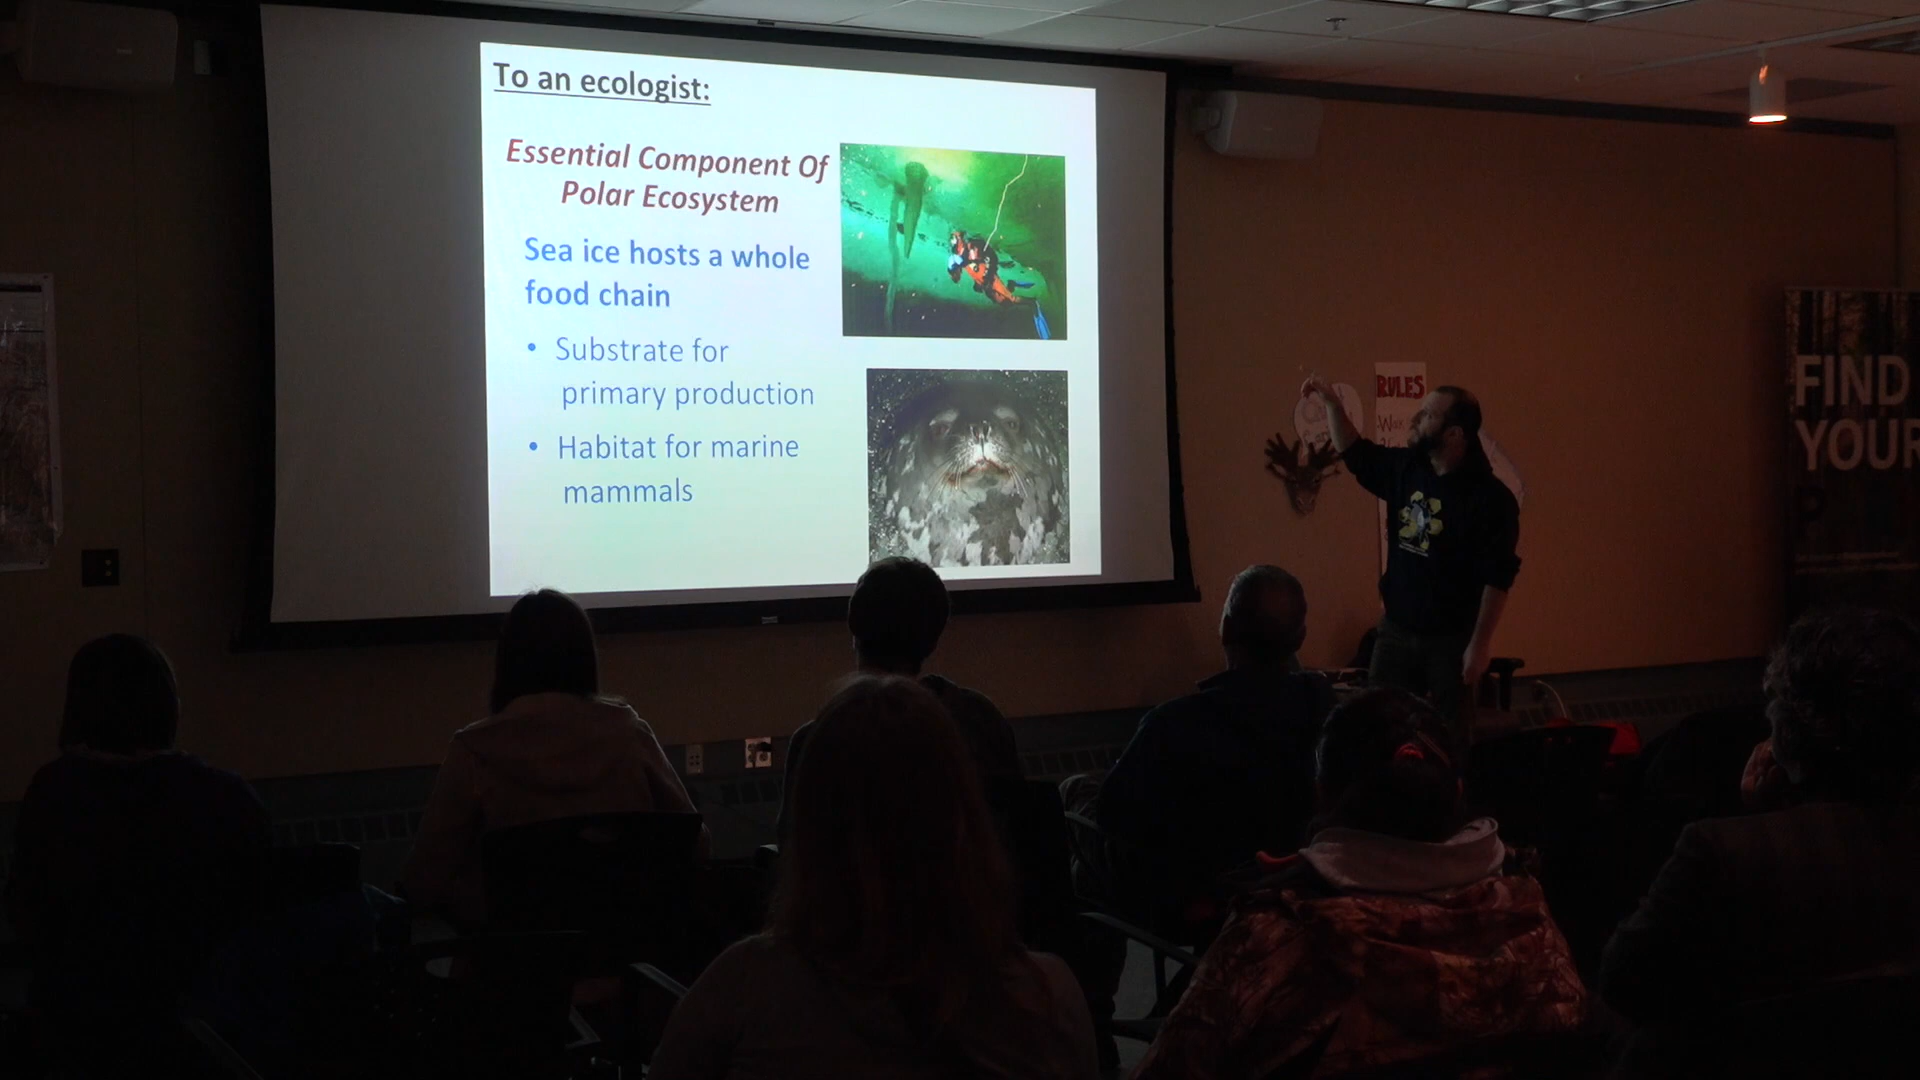 To an ecologist:
Essential Component Of
Polar Ecosystem
Sea ice hosts a whole
food chain
• Substrate for
primary production
• Habitat for marine
mammals
RULES
FIND
YOUR
P